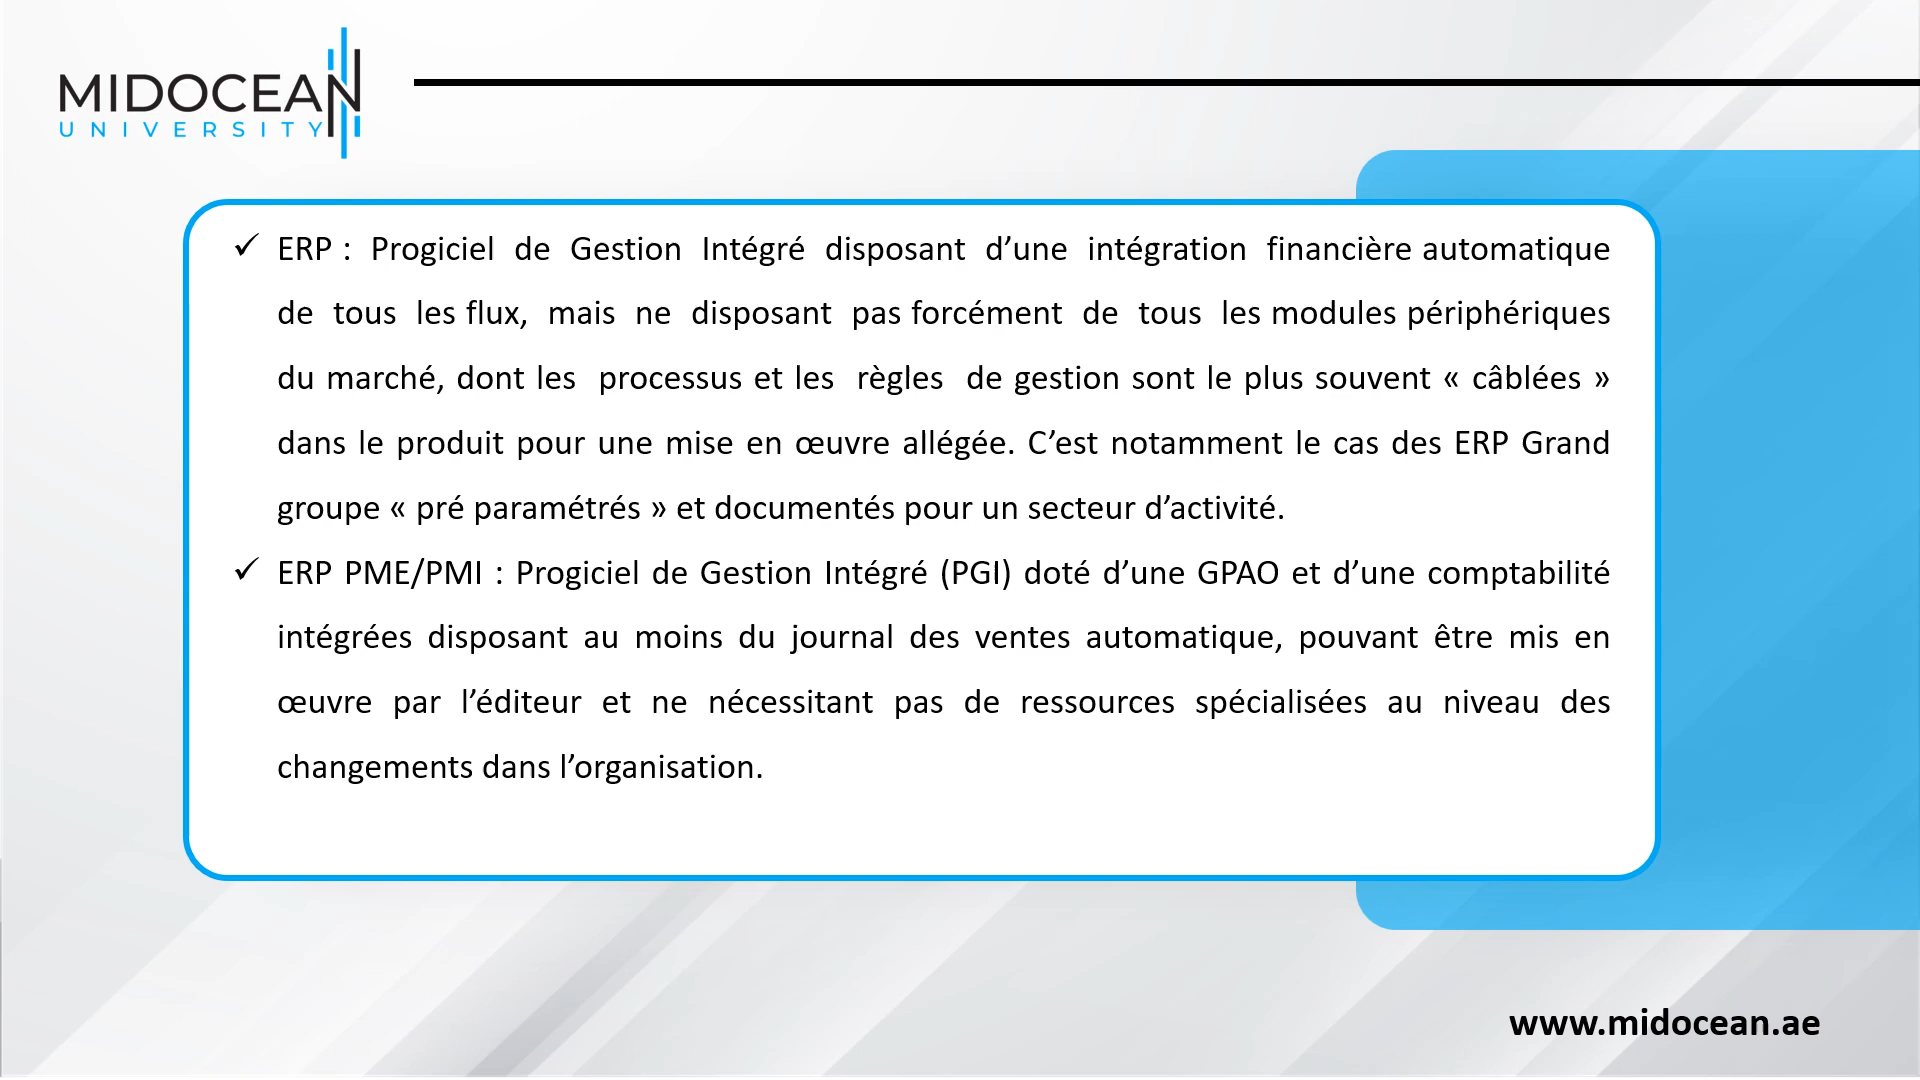 MIDOCEAN
UNIVERSITY
✓ ERP : Progiciel de Gestion Intégré disposant d’une intégration financière automatique
de tous les flux, mais ne disposant pas forcément de tous les modules périphériques
du marché, dont les processus et les règles de gestion sont le plus souvent « câblées »
dans le produit pour une mise en œuvre allégée. C’est notamment le cas des ERP Grand
groupe « pré paramétrés » et documentés pour un secteur d’activité.
✓ ERP PME/PMI : Progiciel de Gestion Intégré (PGI) doté d’une GPAO et d’une comptabilité
intégrées disposant au moins du journal des ventes automatique, pouvant être mis en
œuvre par l’éditeur et ne nécessitant pas de ressources spécialisées au niveau des
changements dans l’organisation.
www.midocean.ae